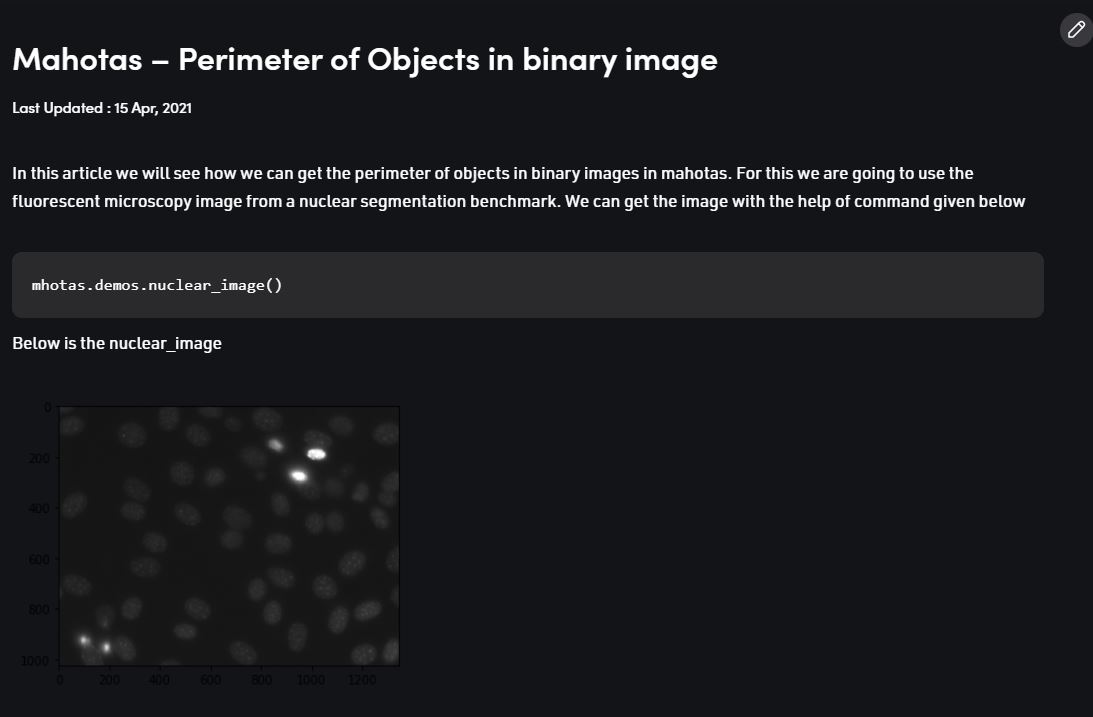 Mahotas – Perimeter of Objects in binary image
Last Updated : 15 Apr, 2021
In this article we will see how we can get the perimeter of objects in binary images in mahotas. For this we are going to use the
fluorescent microscopy image from a nuclear segmentation benchmark. We can get the image with the help of command given below
mhotas.demos.nuclear_image()
Below is the nuclear_image
0
200
400
600
800
1000
0 200 400 600 800 1000 1200